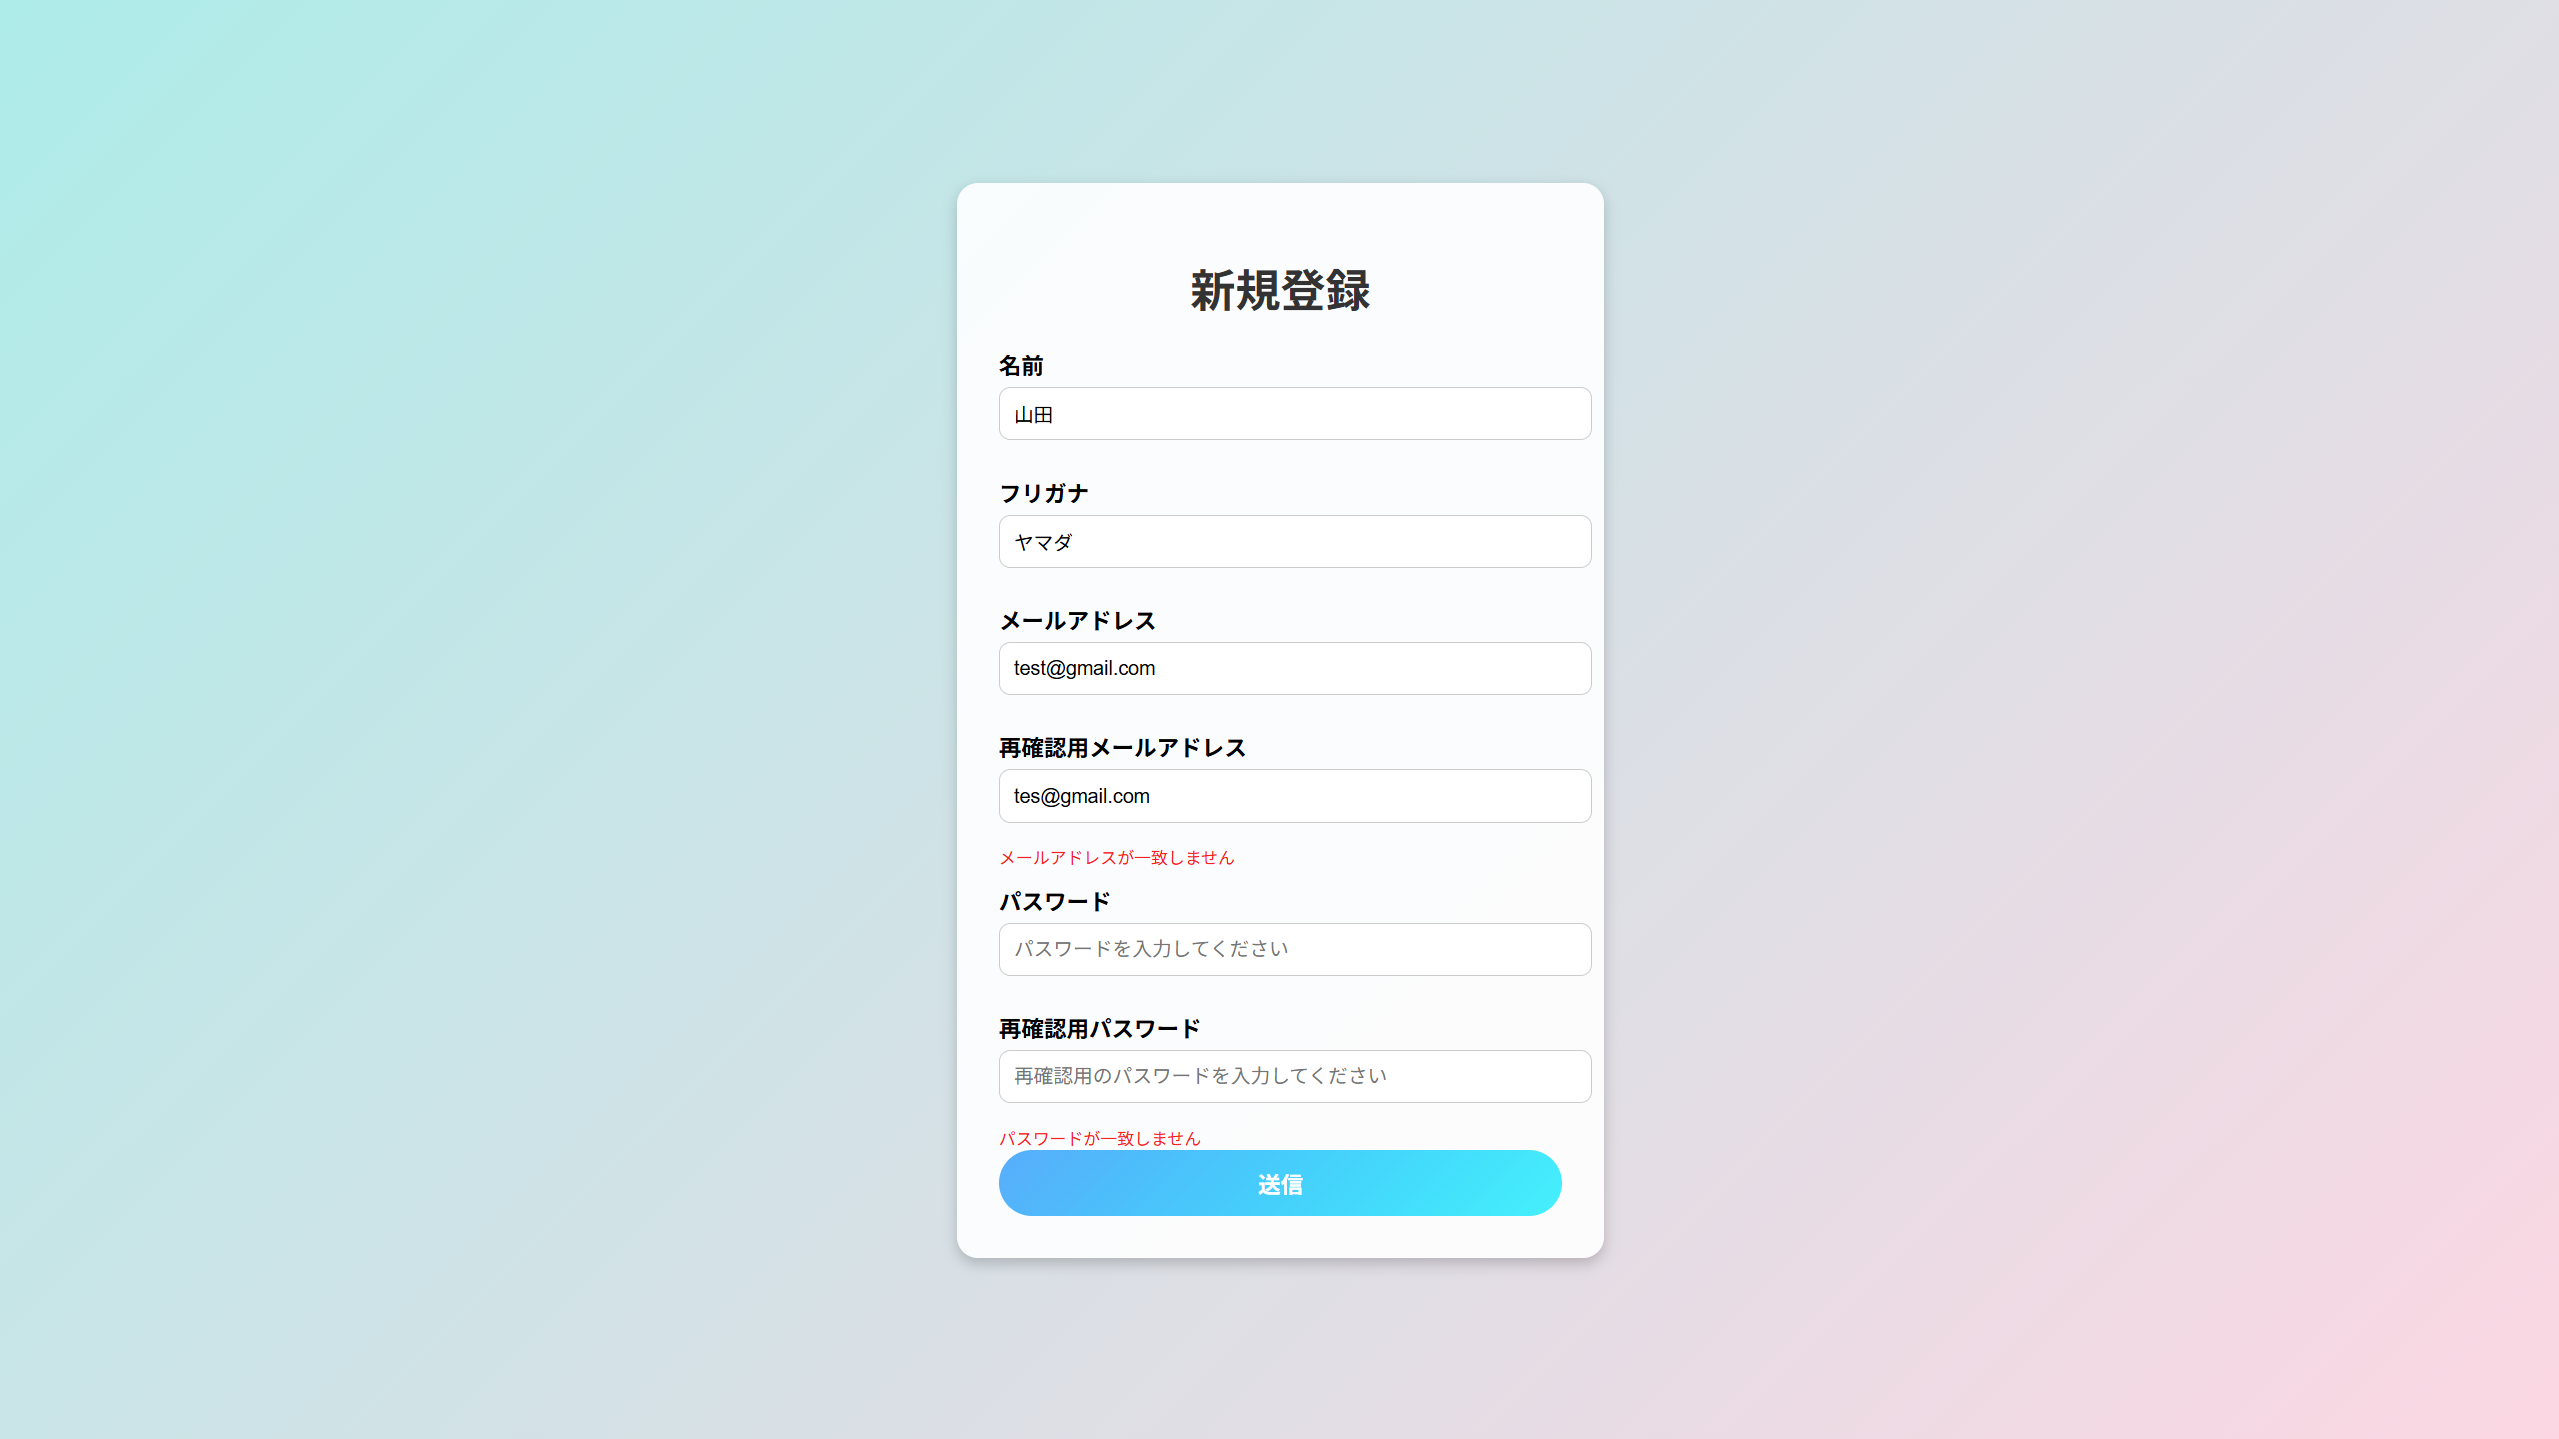 新規登録
名前
山田
フリガナ
ヤマダ
メールアドレス
test@gmail.com
再確認用メールアドレス
tes@gmail.com
メールアドレスが一致しません
パスワード
パスワードを入力してください
再確認用パスワード
再確認用のパスワードを入力してください
パスワードが一致しません
送信